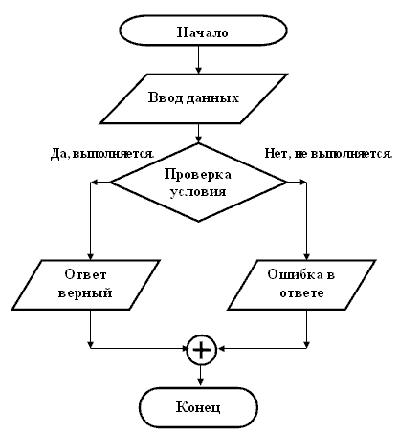 Начало
Ввод данных
Да, выполняется.
Нет, не выполняется.
Проверка
условия
Ответ
верный
Ошибка в
ответе
Конец